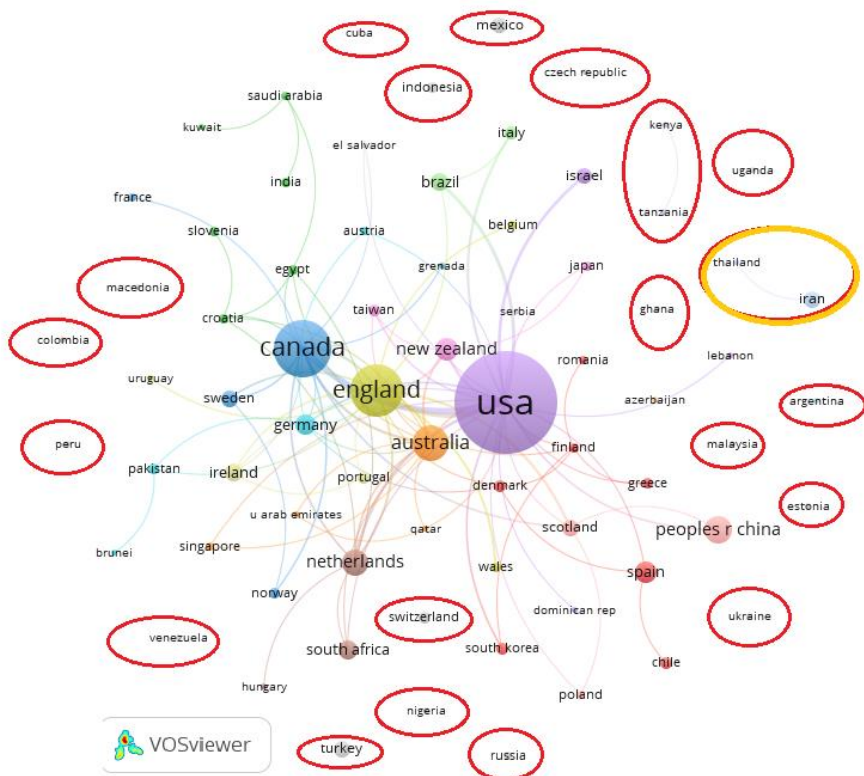 cuba
mexico
czech republic
indonesia
saudi arabia
kuwait
el salvador
italy
kenya
uganda
india
brazil
israel
france
tanzania
slovenia
austria
belgium
egypt
grenada
japan
thailand
macedonia
iran
croatia
taiwan
serbia
ghana
colombia
canada
new zealand
romania
lebanon
uruguay
england
usa
sweden
azerbaijan
argentina
germany
australia
peru
finland
malaysia
pakistan
ireland
portugal
denmark
greece
u arab emirates
estonia
singapore
qatar
scotland
peoples r china
brunei
netherlands
wales
spain
norway
dominican rep
switzerland
ukraine
venezuela
south africa
south korea
chile
hungary
poland
nigeria
VOSviewer
turkey
russia